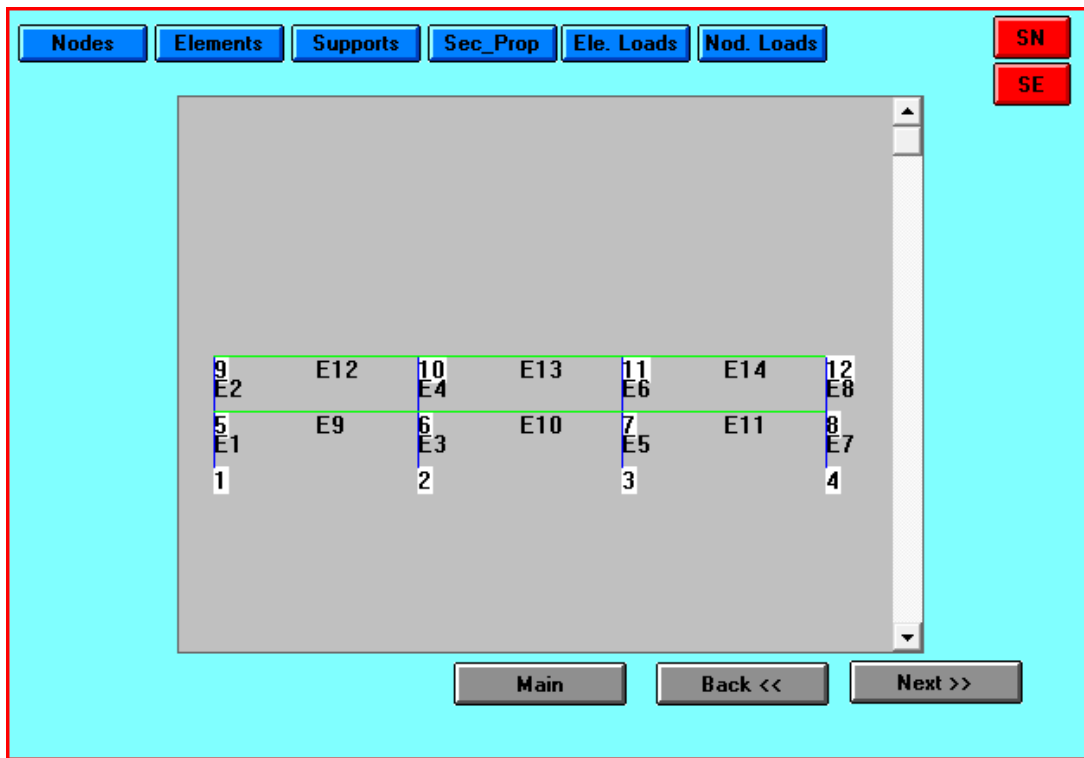 Nodes Elements Supports Sec_Prop Ele. Loads Nod. Loads SN
SE
9 E12 10 E13 11 E14 12
E2 E4 E6 E8
5 E9 6 E10 7 E11 8
E1 E3 E5 E7
1 2 3 4
Main Back << Next >>